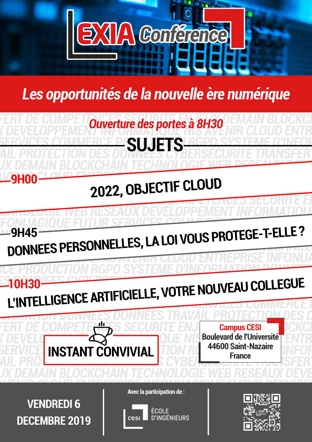 EXIA Conférence
Les opportunités de la nouvelle ère numérique
Ouverture des portes à 8H30
SUJETS
9H00
2022, OBJECTIF CLOUD
9H45
DONNEES PERSONNELLES, LA LOI VOUS PROTEGE-T-ELLE ?
10H30
L'INTELLIGENCE ARTIFICIELLE, VOTRE NOUVEAU COLLEGUE
INSTANT CONVIVIAL
Campus CESI
Boulevard de l'Université
44600 Saint-Nazaire
France
VENDREDI 6
DECEMBRE 2019
Avec la participation de :
cesi
ÉCOLE
D'INGÉNIEURS